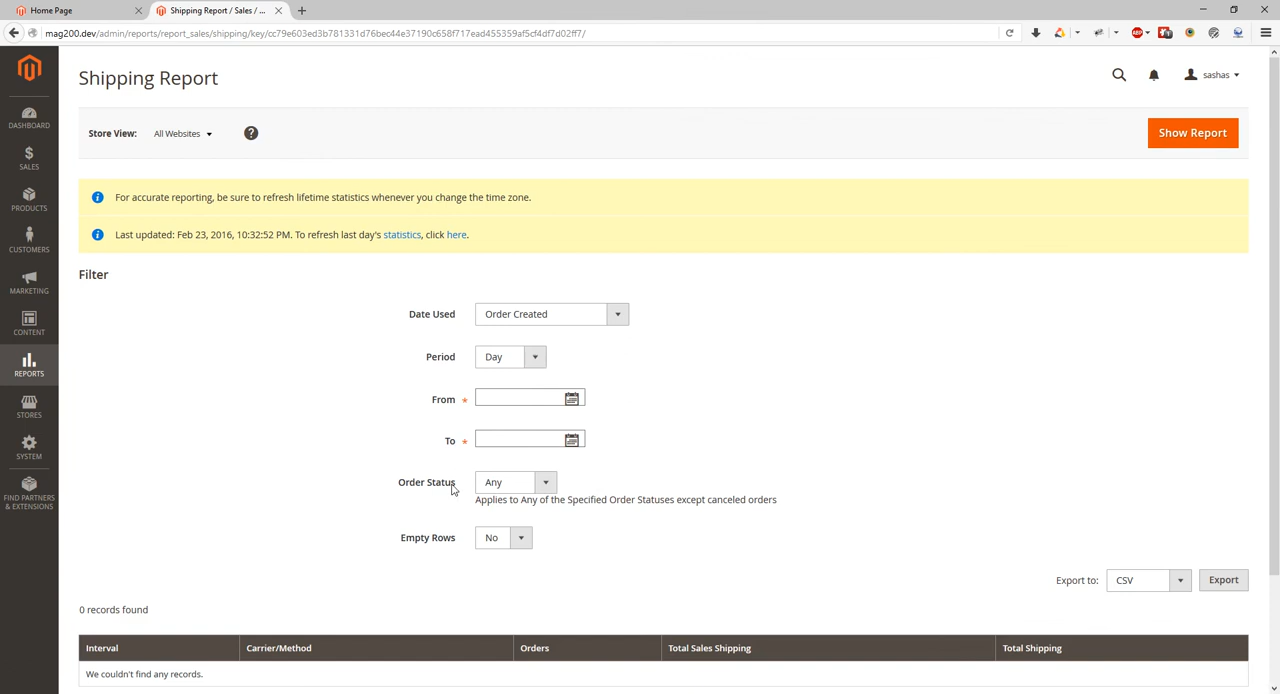 Home Page
Shipping Report / Sales / ...
mag200.dev/admin/reports/report_sales/shipping/key/cc79e603ed3b781331d76bec44e37190c658f717ead455359af5cf4df7d02ff7/
Shipping Report
sashas
DASHBOARD
SALES
PRODUCTS
CUSTOMERS
MARKETING
CONTENT
REPORTS
STORES
SYSTEM
FIND PARTNERS
& EXTENSIONS
Store View: All Websites
Show Report
For accurate reporting, be sure to refresh lifetime statistics whenever you change the time zone.
Last updated: Feb 23, 2016, 10:32:52 PM. To refresh last day's statistics, click here.
Filter
Date Used Order Created
Period Day
From *
To *
Order Status Any
Applies to Any of the Specified Order Statuses except canceled orders
Empty Rows No
Export to: CSV Export
0 records found
Interval Carrier/Method Orders Total Sales Shipping Total Shipping
We couldn't find any records.